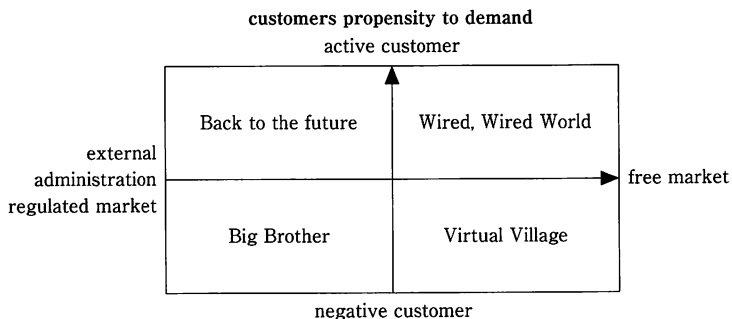 customers propensity to demand
active customer
Back to the future
Wired, Wired World
external
administration
regulated market
free market
Big Brother
Virtual Village
negative customer